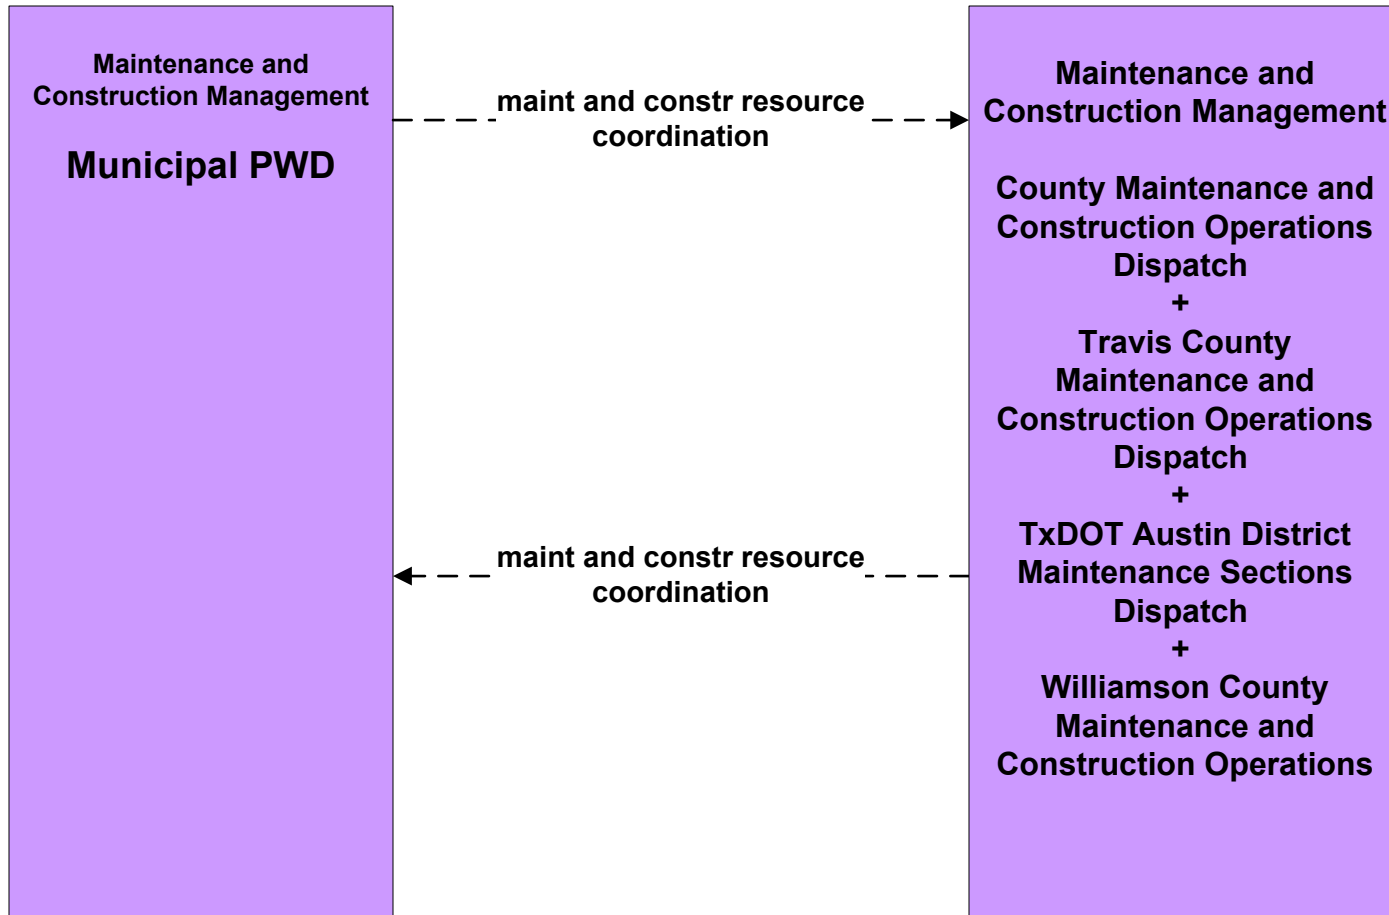 Maintenance and
Construction Management
Municipal PWD
maint and constr resource
coordination
maint and constr resource
coordination
Maintenance and
Construction Management
County Maintenance and
Construction Operations
Dispatch
+
Travis County
Maintenance and
Construction Operations
Dispatch
+
TxDOT Austin District
Maintenance Sections
Dispatch
+
Williamson County
Maintenance and
Construction Operations